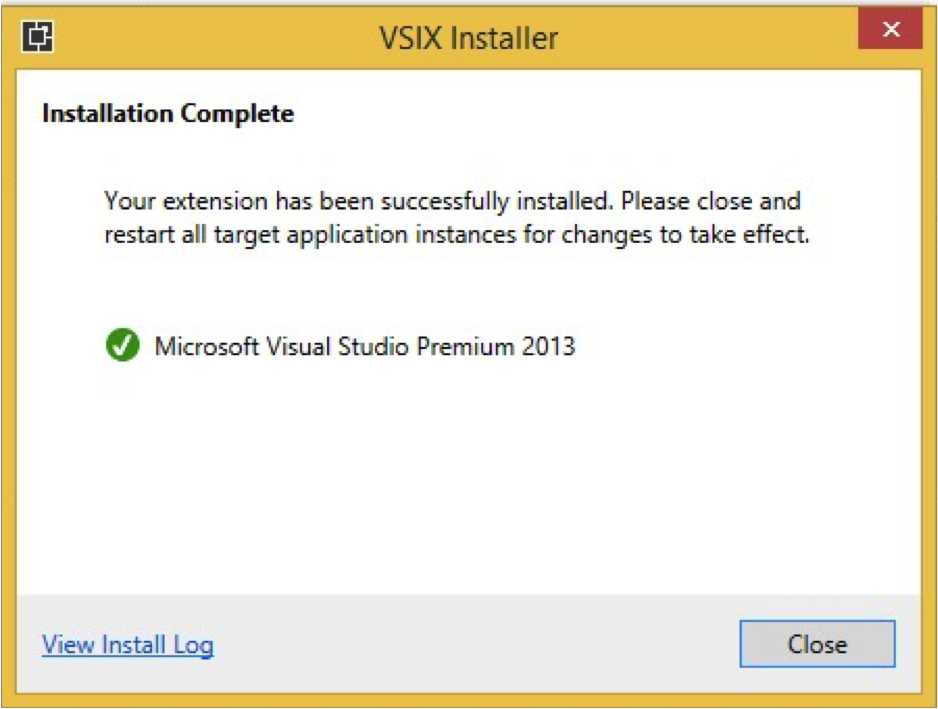 VSIX Installer
Installation Complete
Your extension has been successfully installed. Please close and
restart all target application instances for changes to take effect.
Microsoft Visual Studio Premium 2013
View Install Log
Close